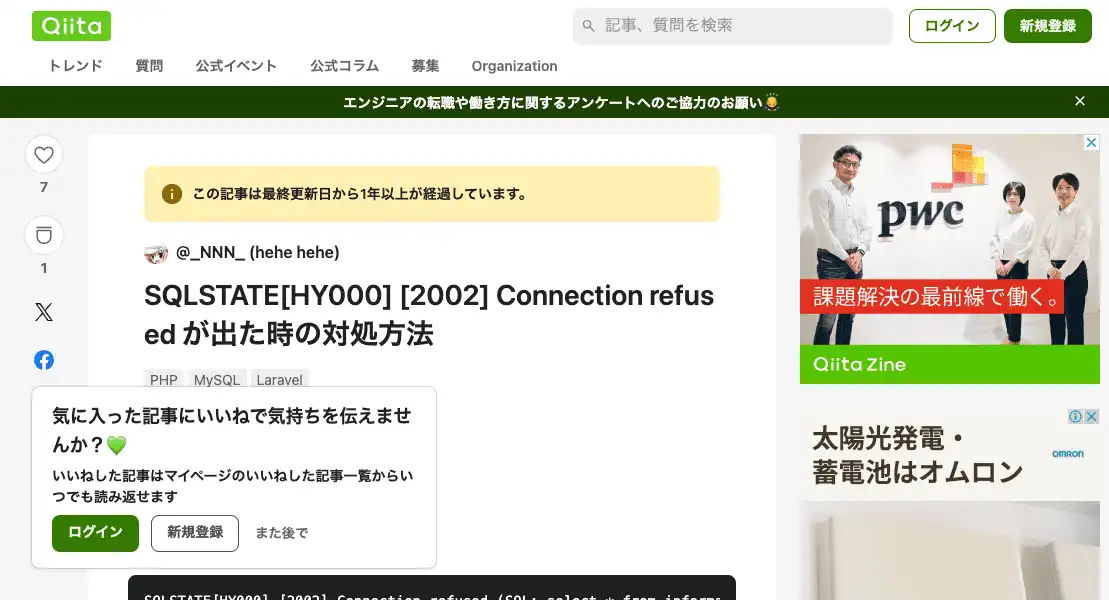 Qiita
記事、質問を検索
ログイン
新規登録
トレンド 質問 公式イベント 公式コラム 募集 Organization
エンジニアの転職や働き方に関するアンケートへのご協力のお願い🙇
7
1
この記事は最終更新日から1年以上が経過しています。
@_NNN_ (hehe hehe)
SQLSTATE[HY000] [2002] Connection refus
ed が出た時の対処方法
PHP MySQL Laravel
気に入った記事にいいねで気持ちを伝えませ
んか？💚
いいねした記事はマイページのいいねした記事一覧からい
つでも読み返せます
ログイン 新規登録 また後で
SQLSTATE[HY000] [2002] Connection refused (SQL: select * from informa
pwc
課題解決の最前線で働く。
Qiita Zine
太陽光発電・
蓄電池はオムロン
OMRON